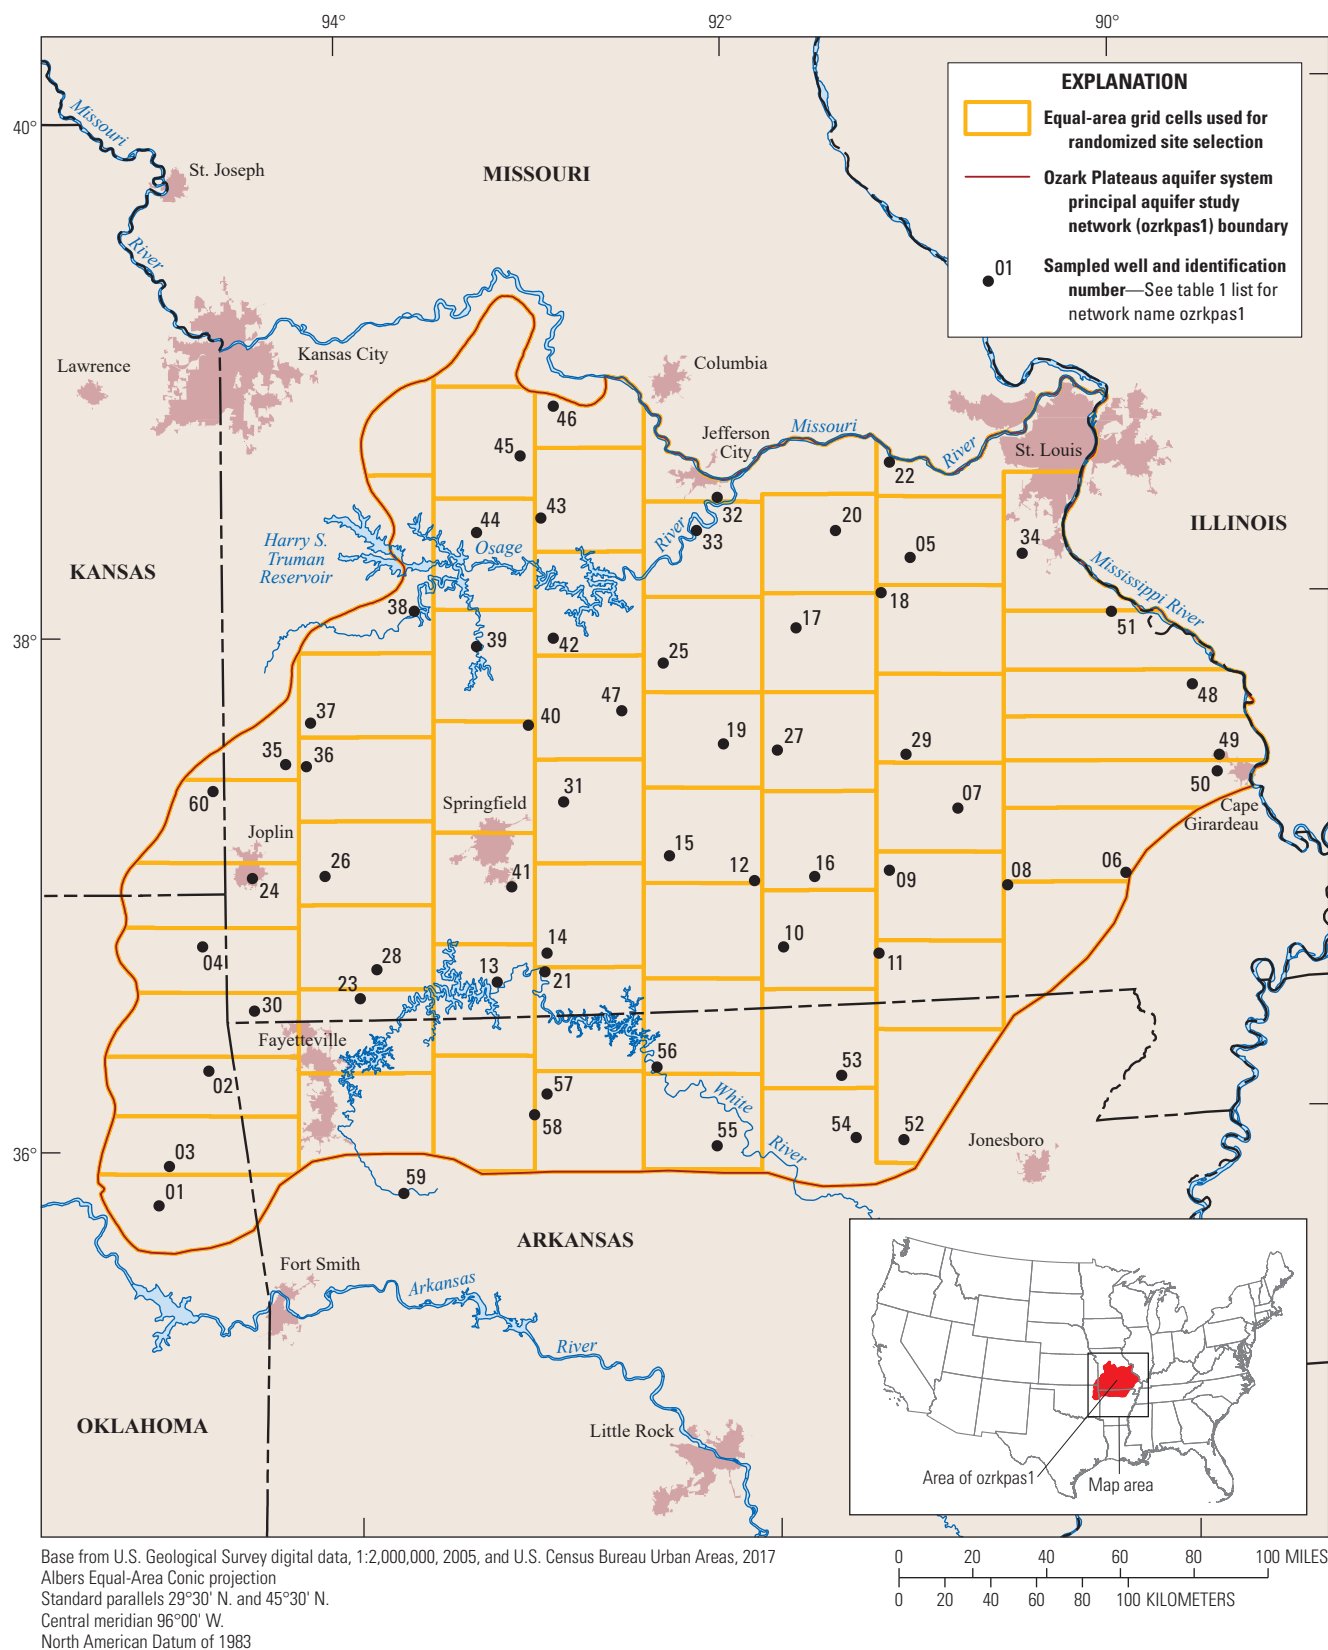 94°
92°
90°
40°
38°
36°
EXPLANATION
Equal-area grid cells used for
randomized site selection
Ozark Plateaus aquifer system
principal aquifer study
network (ozrkpas1) boundary
01
Sampled well and identification
number—See table 1 list for
network name ozrkpas1
Missouri
River
St. Joseph
MISSOURI
Lawrence
Kansas City
Columbia
Jefferson
City
Missouri
River
St. Louis
ILLINOIS
KANSAS
Harry S.
Truman
Reservoir
Osage
River
Mississippi River
46
45
22
43
44
32
33
20
05
34
38
18
51
39
42
17
25
48
37
47
40
19
27
29
49
35
36
50
60
31
07
Springfield
Cape
Girardeau
Joplin
15
12
16
26
41
24
09
08
06
14
10
04
28
13
21
11
23
30
Fayetteville
56
53
02
57
White
River
58
55
54
52
Jonesboro
03
59
01
ARKANSAS
Fort Smith
Arkansas
River
OKLAHOMA
Little Rock
Area of ozrkpas1
Map area
Base from U.S. Geological Survey digital data, 1:2,000,000, 2005, and U.S. Census Bureau Urban Areas, 2017
Albers Equal-Area Conic projection
Standard parallels 29°30' N. and 45°30' N.
Central meridian 96°00' W.
North American Datum of 1983
0 20 40 60 80 100 MILES
0 20 40 60 80 100 KILOMETERS